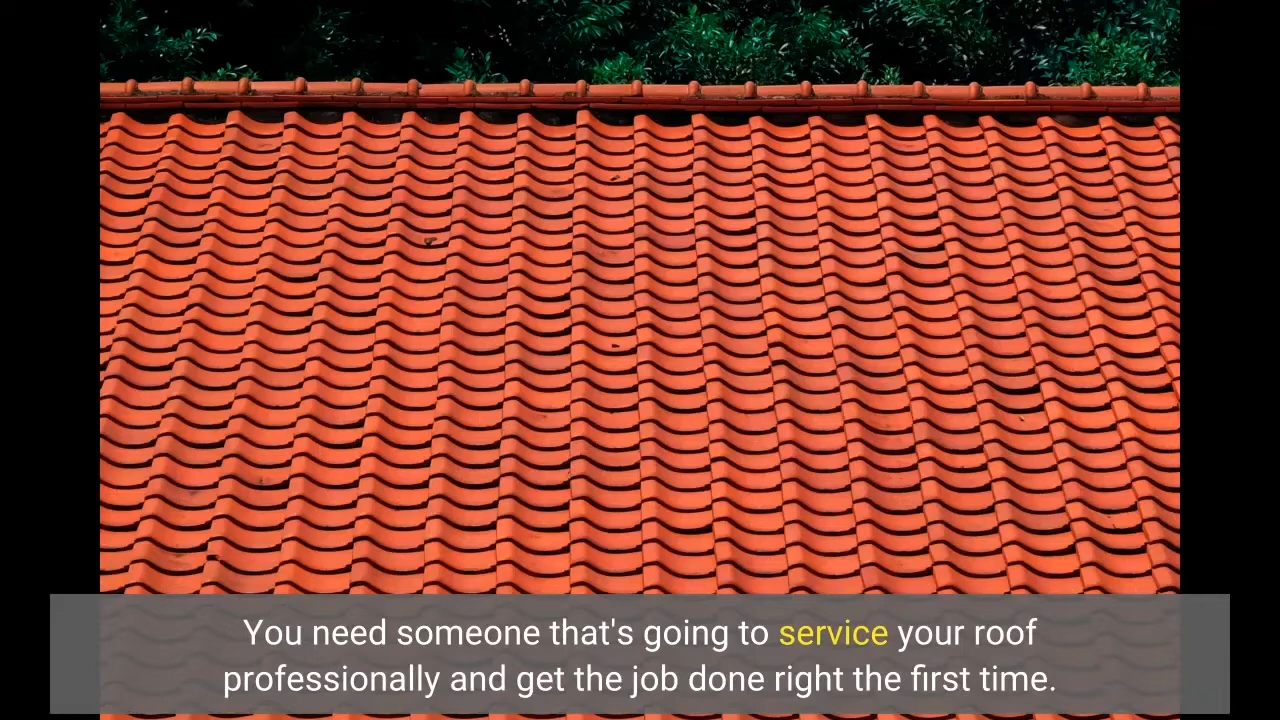 You need someone that's going to service your roof
professionally and get the job done right the first time.